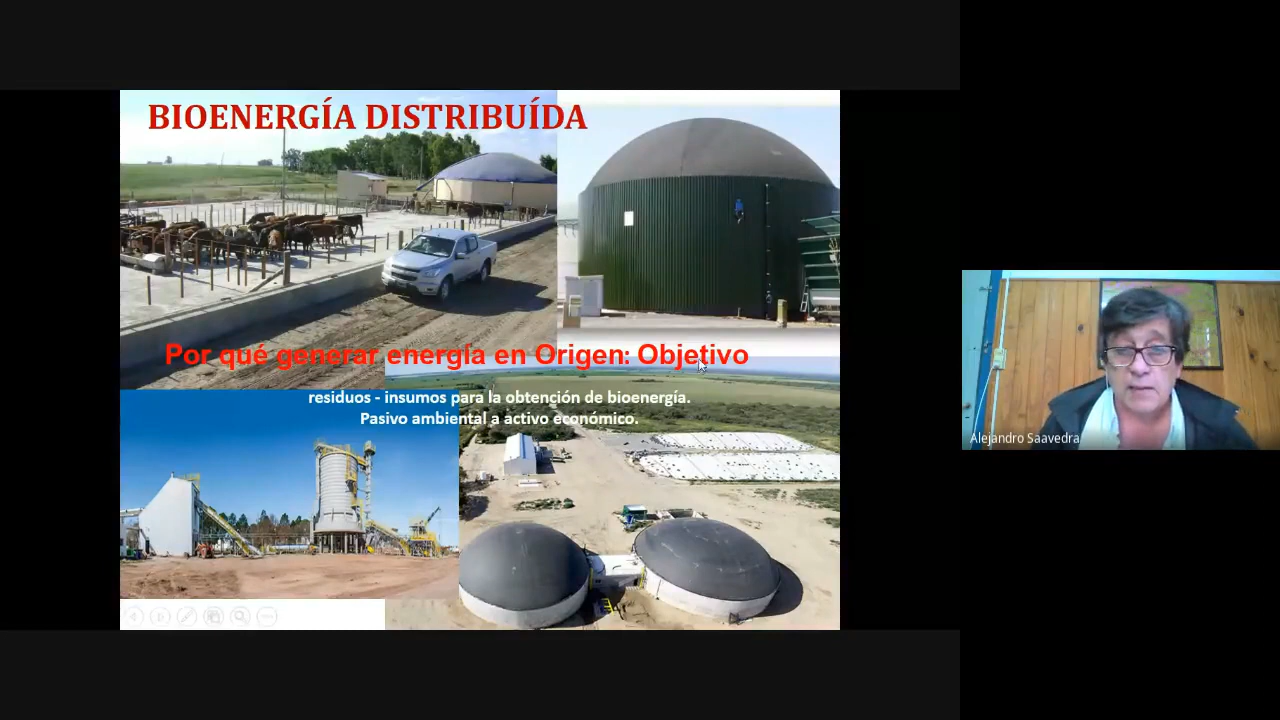 BIOENERGÍA DISTRIBUÍDA
Por qué generar energía en Origen: Objetivo
residuos - insumos para la obtención de bioenergía.
Pasivo ambiental a activo económico.
Alejandro Saavedra